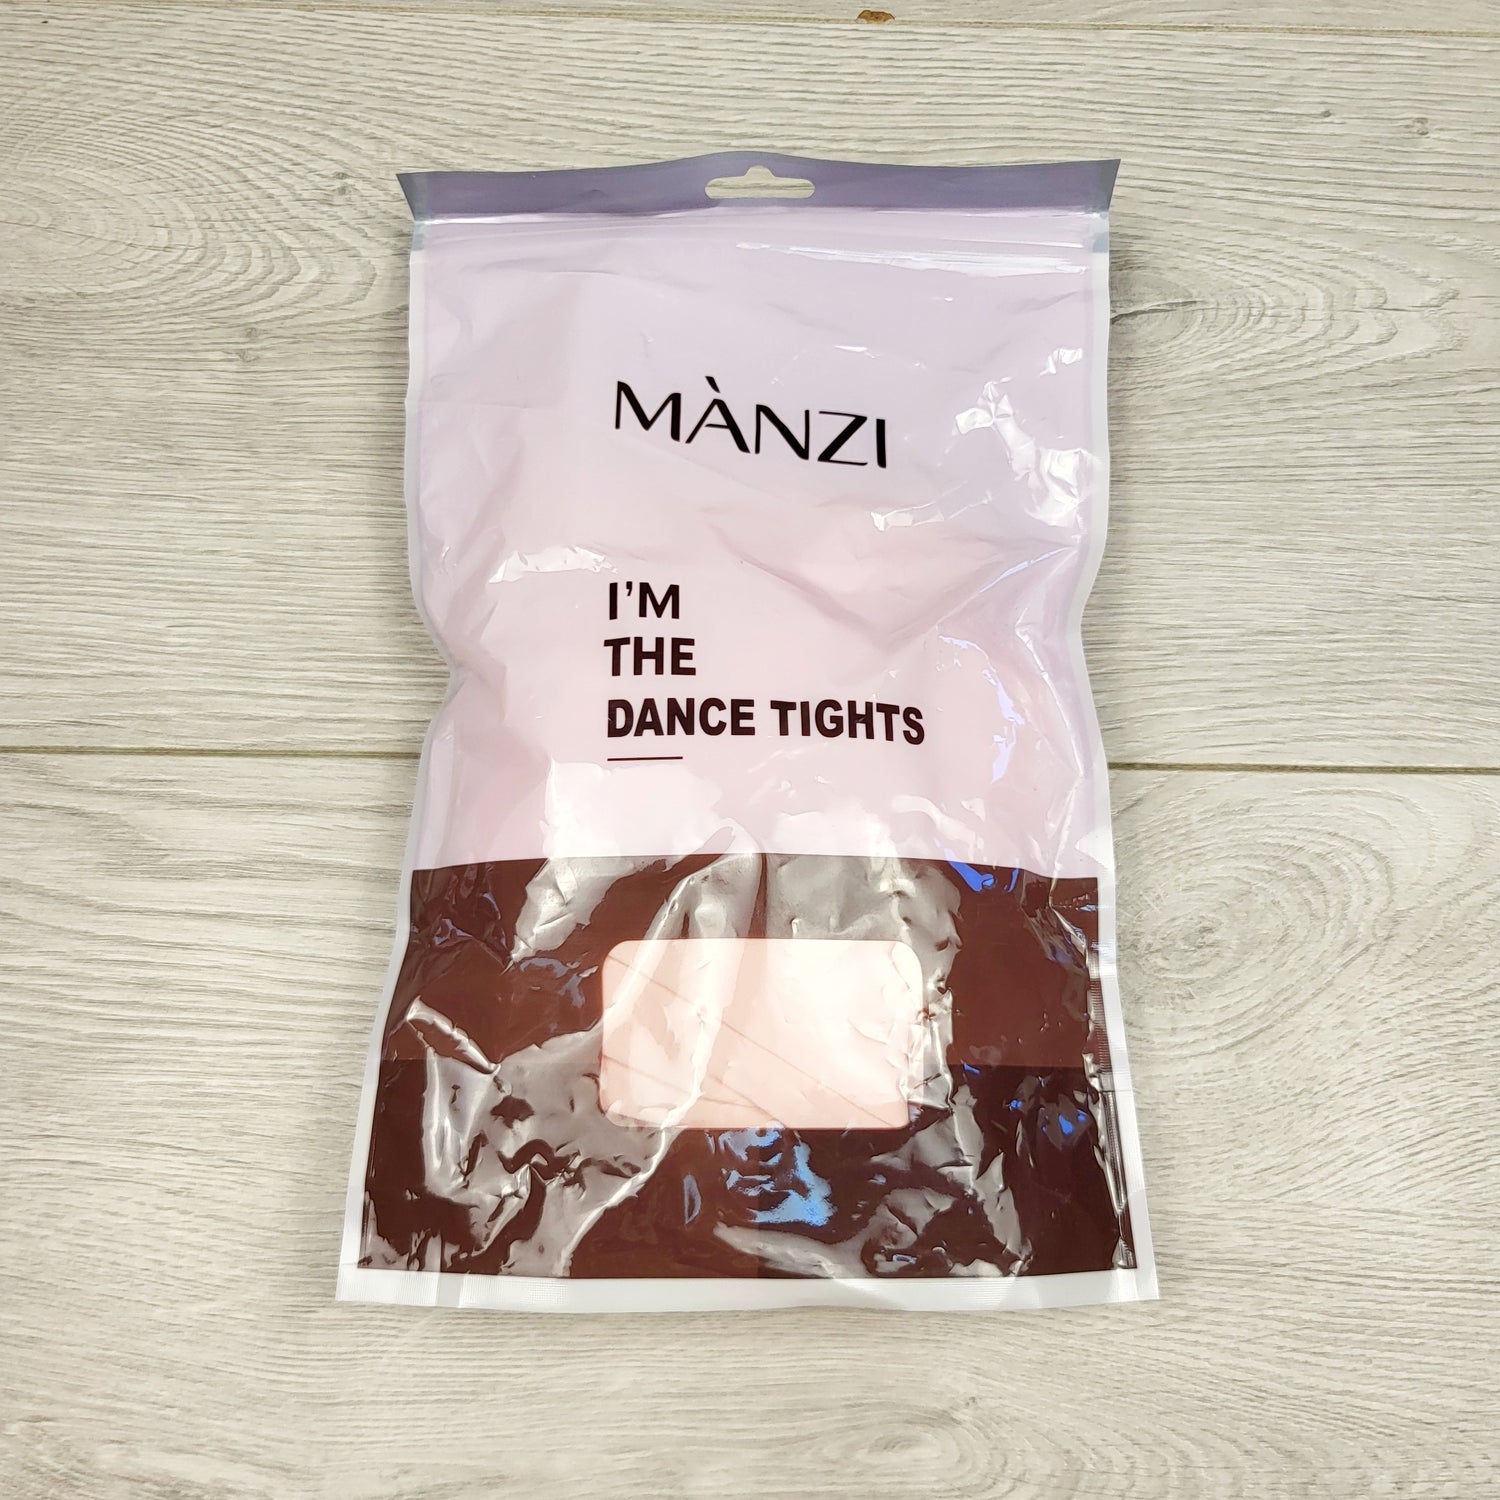 MÀNZI
I'M
THE
DANCE TIGHTS